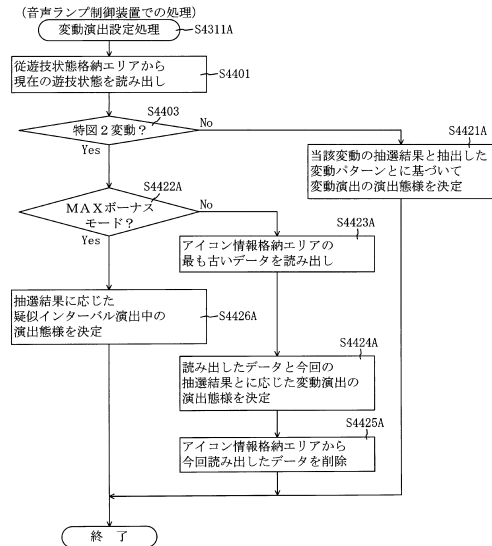 (音声ランプ制御装置での処理)
変動演出設定処理
S4311A
従遊技状態格納エリアから
現在の遊技状態を読み出し
S4401
S4403
特図2変動?
No
Yes
S4421A
当該変動の抽選結果と抽出した
変動パターンとに基づいて
変動演出の演出態様を決定
S4422A
MAXボーナス
モード?
No
Yes
S4423A
アイコン情報格納エリアの
最も古いデータを読み出し
抽選結果に応じた
疑似インターバル演出中の
演出態様を決定
S4426A
S4424A
読み出したデータと今回の
抽選結果とに応じた変動演出の
演出態様を決定
S4425A
アイコン情報格納エリアから
今回読み出したデータを削除
終 了